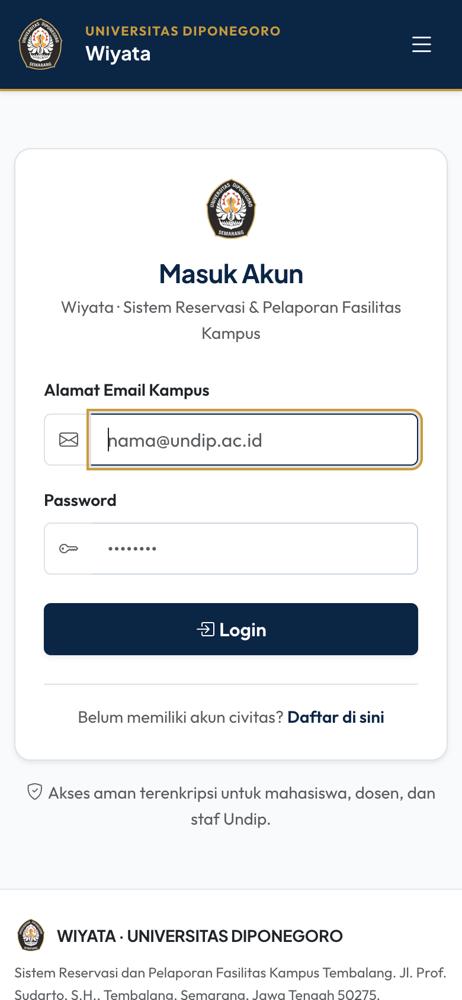 UNIVERSITAS DIPONEGORO
SEMARANG
UNIVERSITAS DIPONEGORO
Wiyata
UNIVERSITAS DIPONEGORO
SEMARANG
Masuk Akun
Wiyata · Sistem Reservasi & Pelaporan Fasilitas
Kampus
Alamat Email Kampus
nama@undip.ac.id
Password
Login
Belum memiliki akun civitas? Daftar di sini
Akses aman terenkripsi untuk mahasiswa, dosen, dan
staf Undip.
WIYATA · UNIVERSITAS DIPONEGORO
Sistem Reservasi dan Pelaporan Fasilitas Kampus Tembalang. Jl. Prof.
Sudarto, S.H., Tembalang, Semarang, Jawa Tengah 50275.